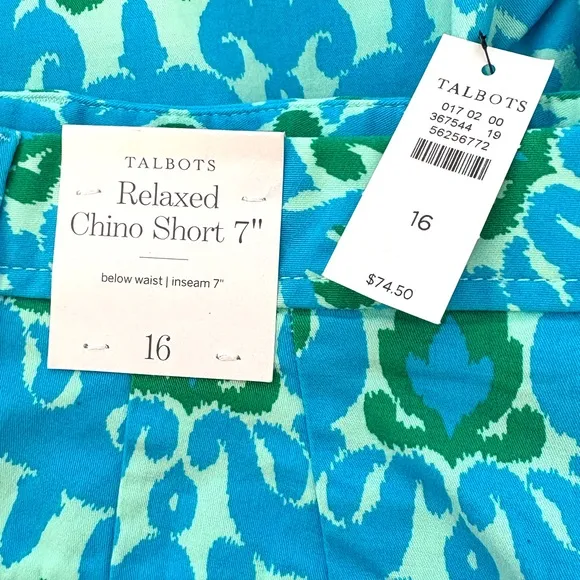 TALBOTS
Relaxed
Chino Short 7"
below waist | inseam 7"
16
TALBOTS
017 02 00
367544 19
56256772
16
$74.50